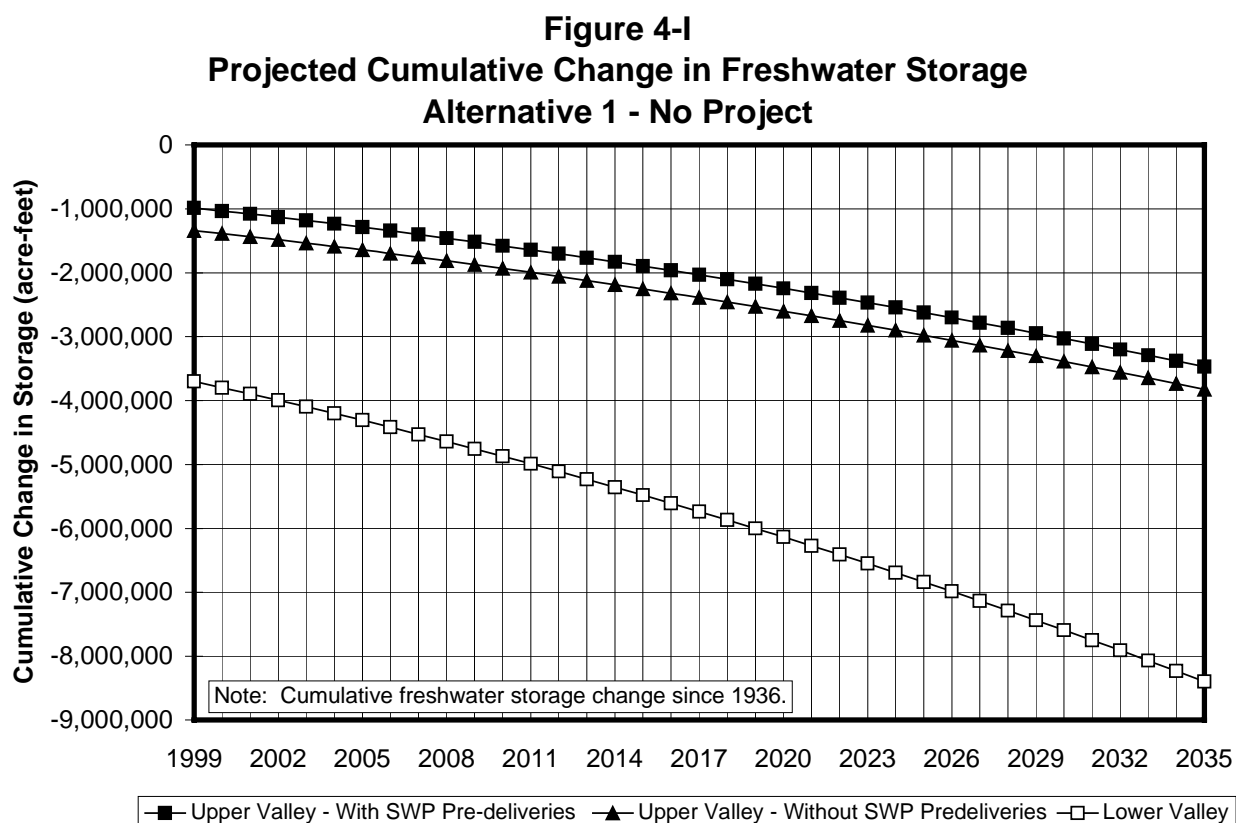 Figure 4-I
Projected Cumulative Change in Freshwater Storage
Alternative 1 - No Project
Cumulative Change in Storage (acre-feet)
0
-1,000,000
-2,000,000
-3,000,000
-4,000,000
-5,000,000
-6,000,000
-7,000,000
-8,000,000
-9,000,000
Note: Cumulative freshwater storage change since 1936.
1999 2002 2005 2008 2011 2014 2017 2020 2023 2026 2029 2032 2035
Upper Valley - With SWP Pre-deliveries Upper Valley - Without SWP Predeliveries Lower Valley